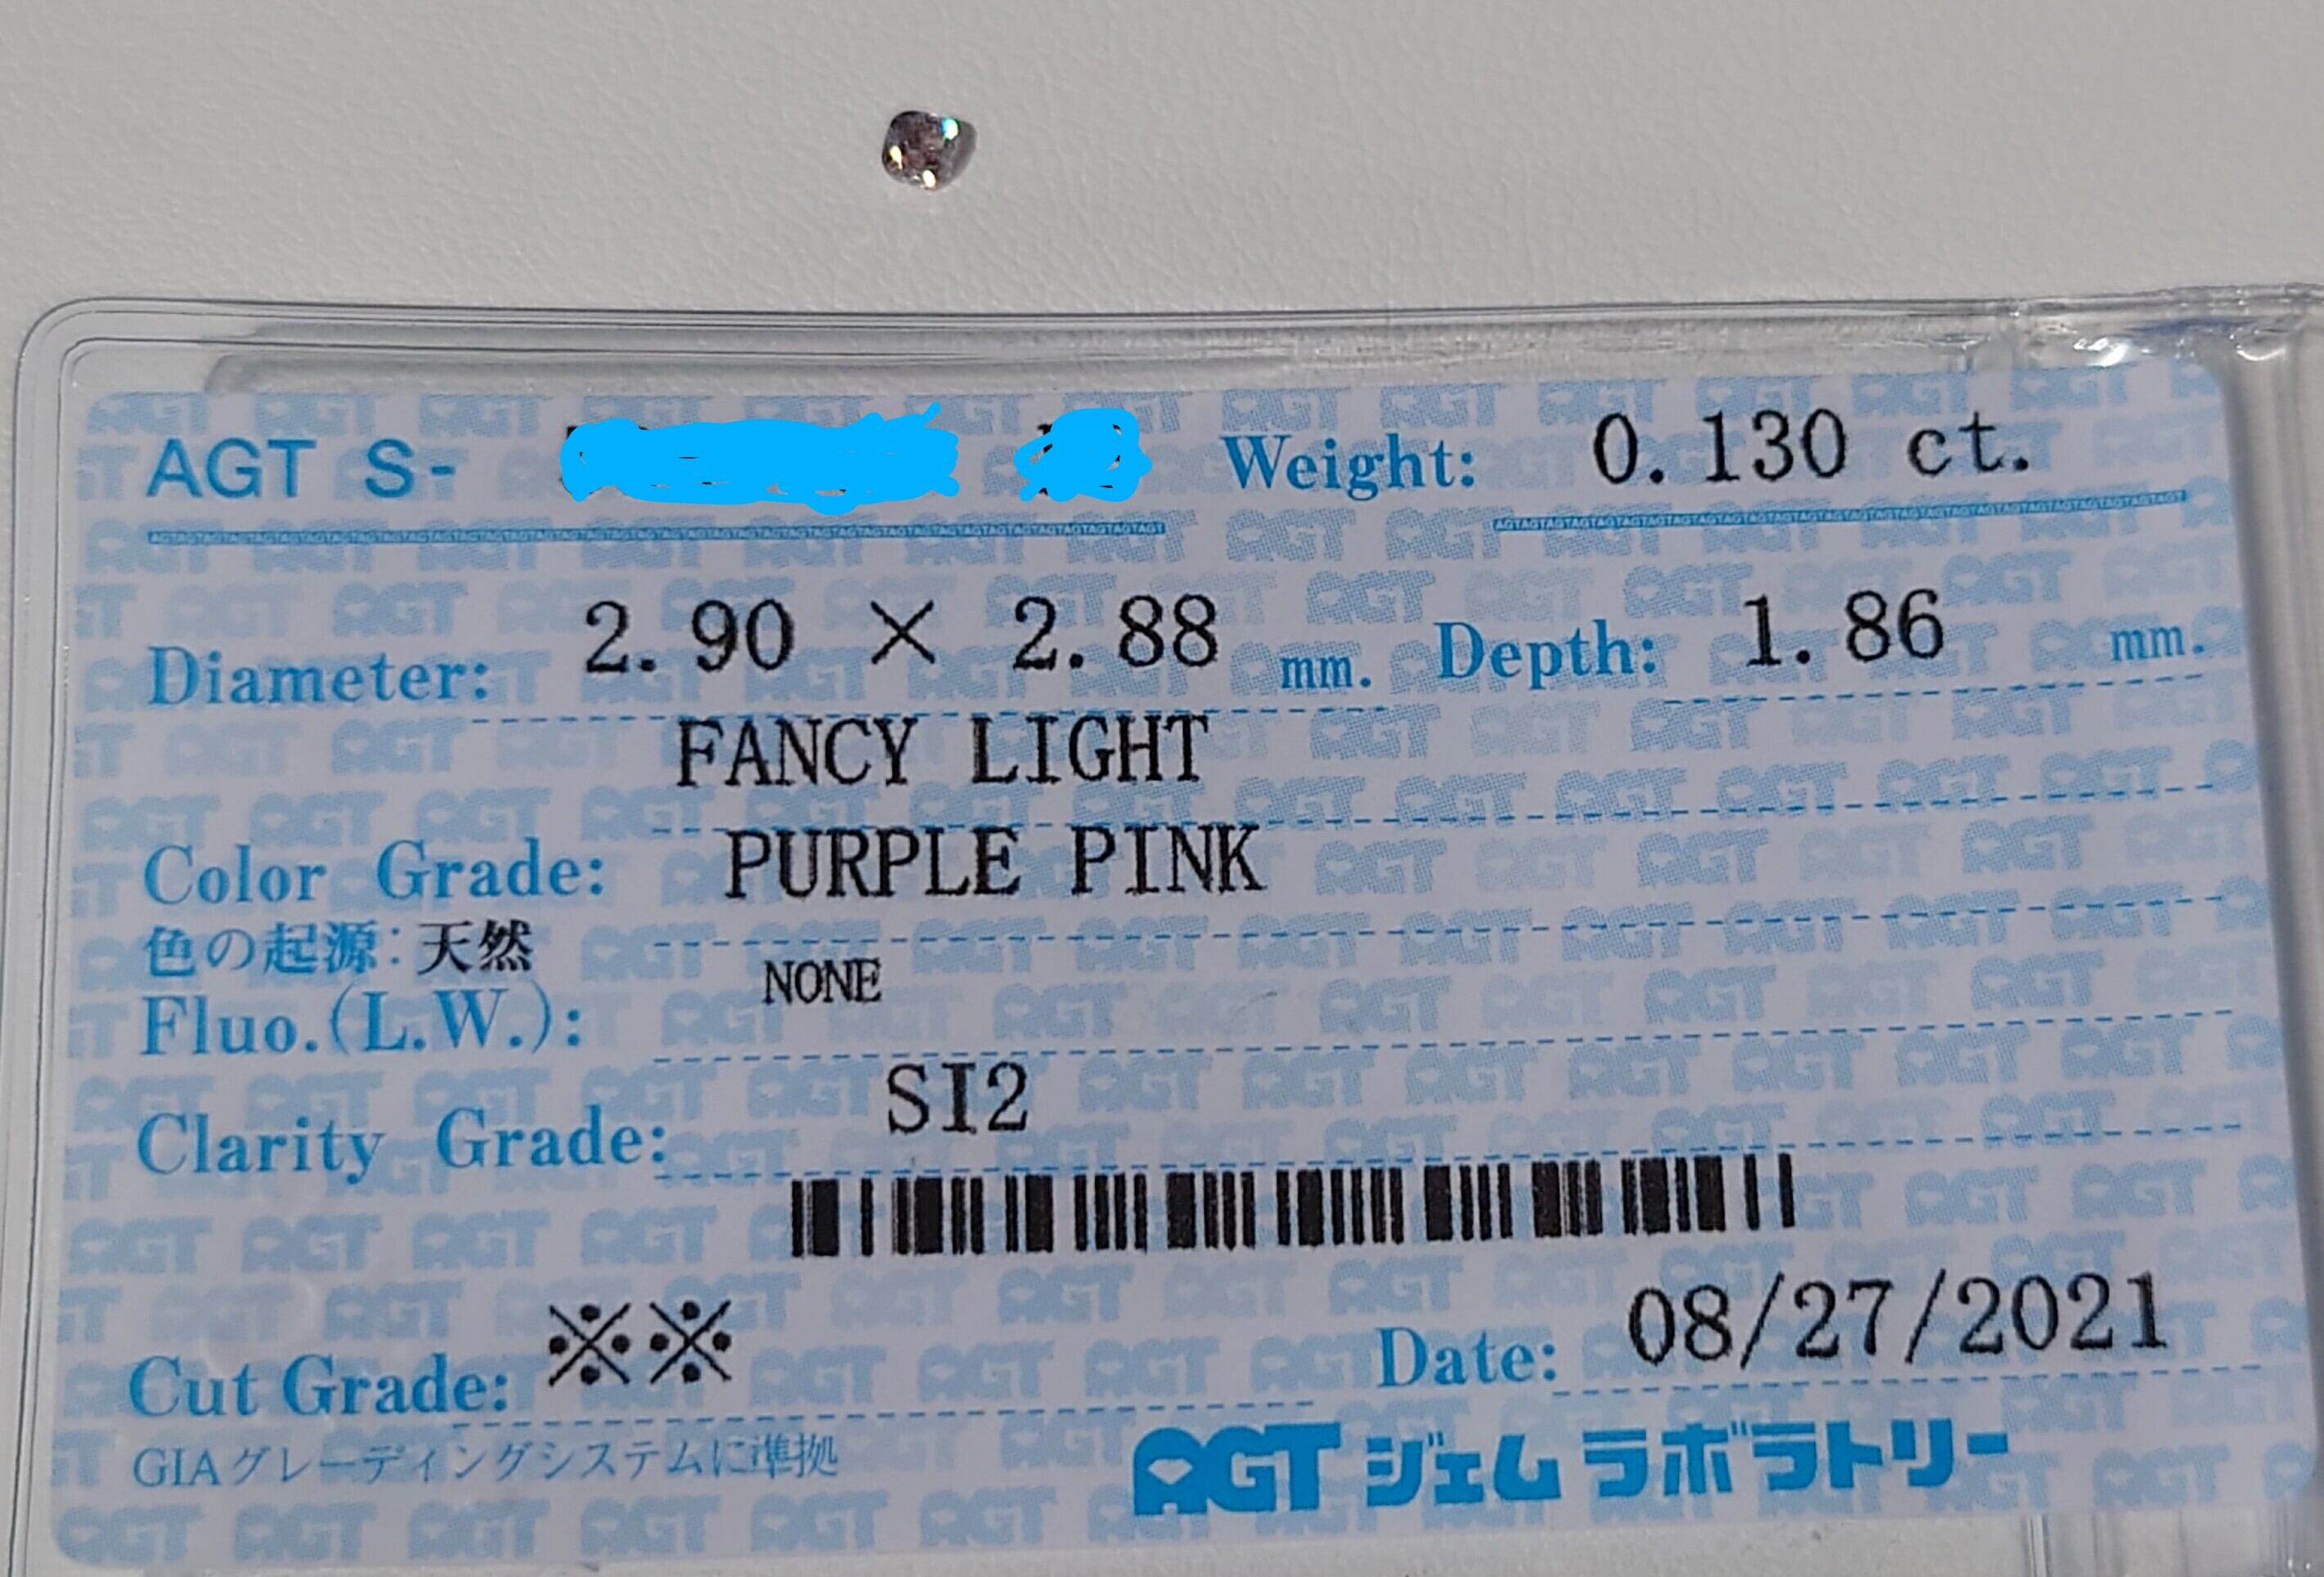 AGT S- Weight: 0.130 ct.
Diameter: 2.90 × 2.88 mm. Depth: 1.86 mm.
FANCY LIGHT
Color Grade: PURPLE PINK
色の起源:天然
Fluo.(L.W.): NONE
Clarity Grade: SI2
Cut Grade: ※※ Date: 08/27/2021
GIAグレーディングシステムに準拠
AGT ジェムラボラトリー